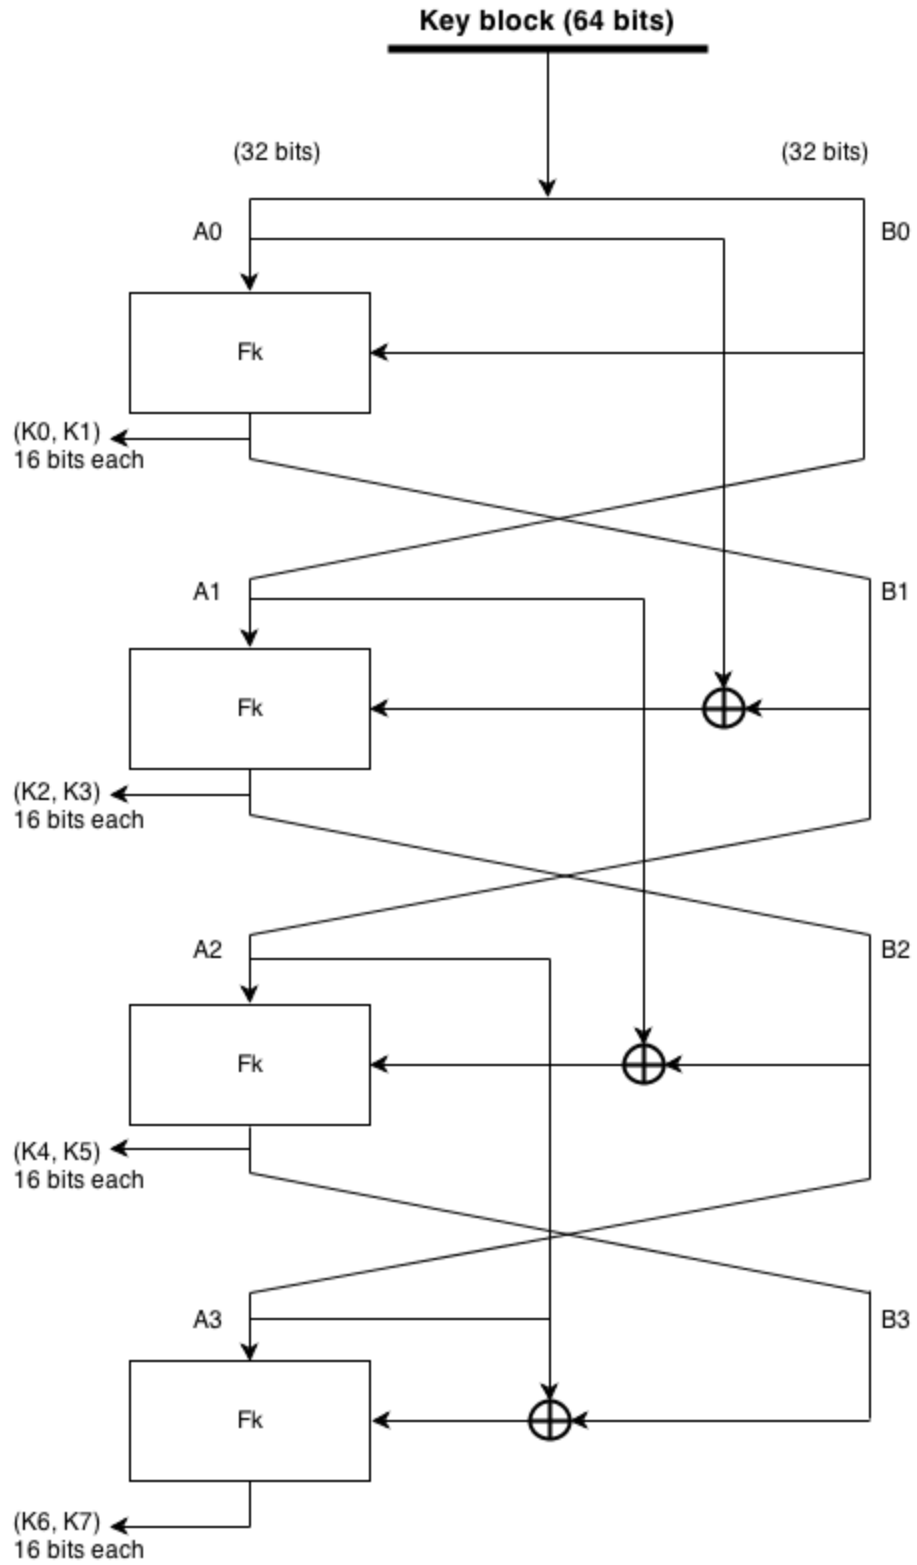 Key block (64 bits)
(32 bits)
(32 bits)
A0
B0
Fk
(K0, K1)
16 bits each
A1
B1
Fk
(K2, K3)
16 bits each
A2
B2
Fk
(K4, K5)
16 bits each
A3
B3
Fk
(K6, K7)
16 bits each